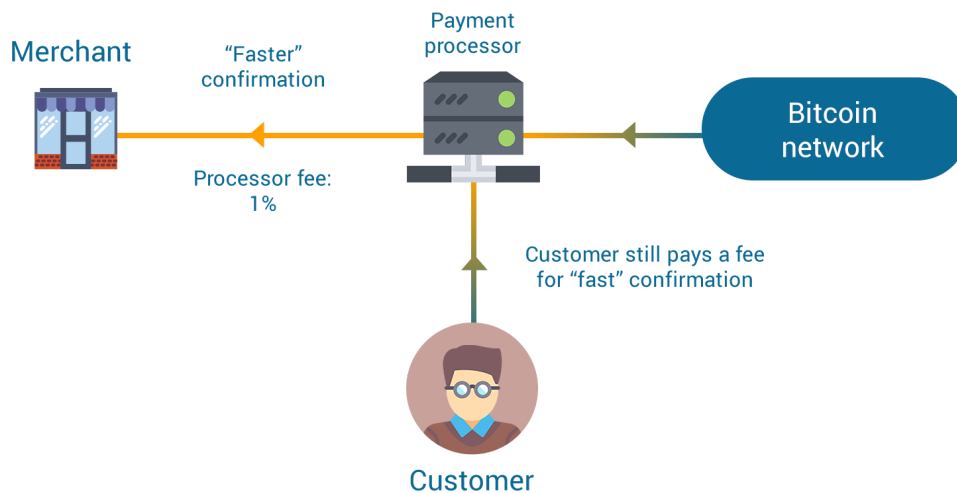 Payment
processor
Merchant
“Faster”
confirmation
Bitcoin
network
Processor fee:
1%
Customer still pays a fee
for “fast” confirmation
Customer